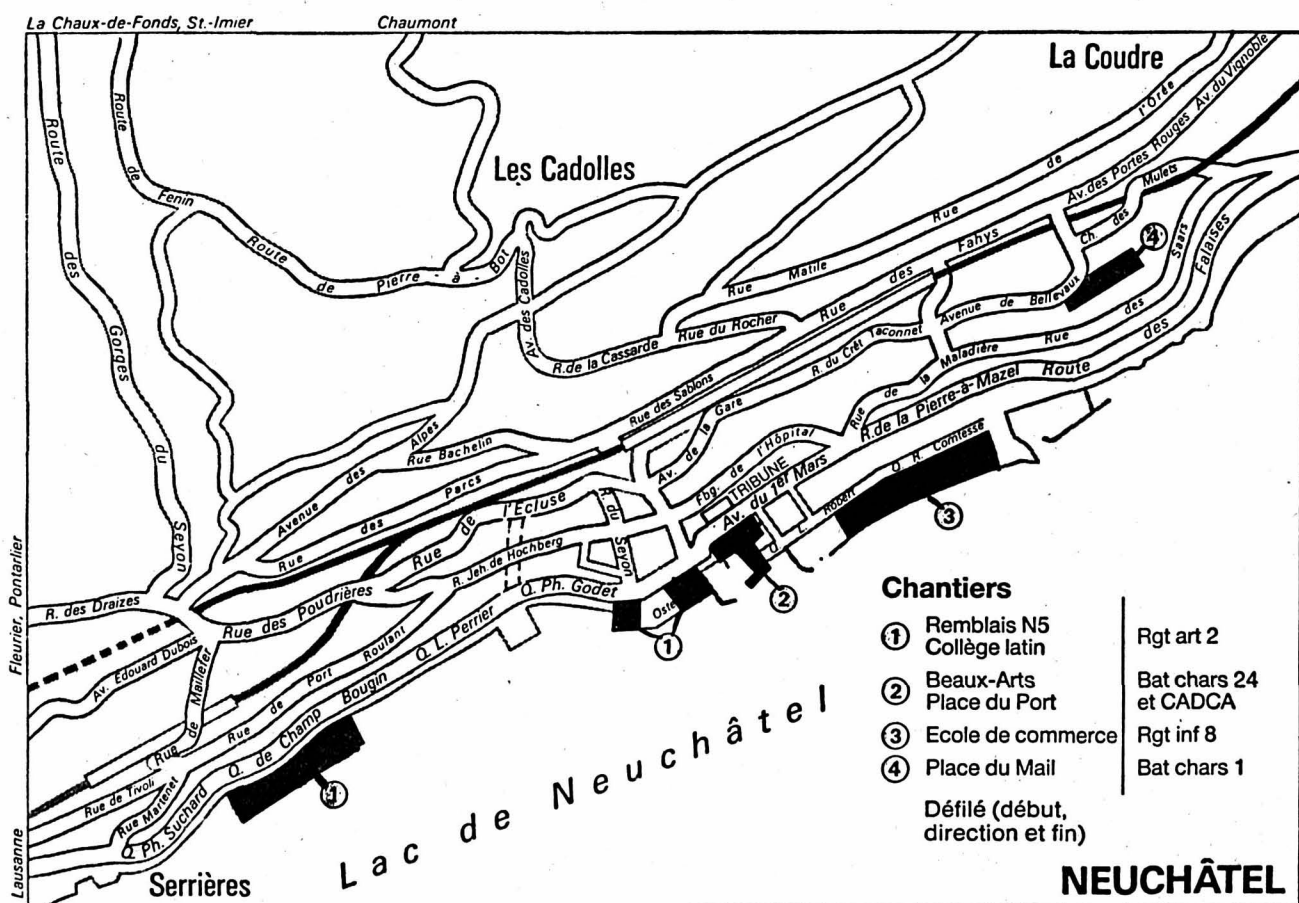 La Chaux-de-Fonds, St.-Imier
Chaumont
La Coudre
Les Cadolles
Route des Gorges du Seyon
Route de Fenin
Route de Pierre-à-Bot
Av. des Cadolles
R. de la Cassarde
Rue du Rocher
Rue Matile
Rue de l'Orée
Rue des Fahys
Av. des Portes Rouges
Av. du Vignoble
Ch. des Mulets
4
Avenue de Bellevaux
Rue des Saars
Route des Falaises
R. du Crêt Taconnet
Rue de la Maladière
R. de la Pierre-à-Mazel
Rue des Sablons
Av. de la Gare
Fbg. de l'Hôpital
TRIBUNE
Av. du 1er Mars
Q. L. Robert
Q. R. Comtesse
3
2
Avenue des Alpes
Rue Bachelin
Rue des Parcs
Rue de l'Ecluse
R. du Seyon
R. Jeh. de Hochberg
Q. Ph. Godet
Oste
1
R. des Draizes
Rue des Poudrières
Av. Edouard Dubois
Rue de Maillefer
Rue de Port Roulant
Q. L. Perrier
Q. de Champ Bougin
1
Rue de Tivoli
Rue Martenet
Q. Ph. Suchard
Serrières
Lac de Neuchâtel
Fleurier, Pontarlier
Lausanne
Chantiers
1 Remblais N5
Collège latin
Rgt art 2
2 Beaux-Arts
Place du Port
Bat chars 24
et CADCA
3 Ecole de commerce
Rgt inf 8
4 Place du Mail
Bat chars 1
Défilé (début,
direction et fin)
NEUCHÂTEL